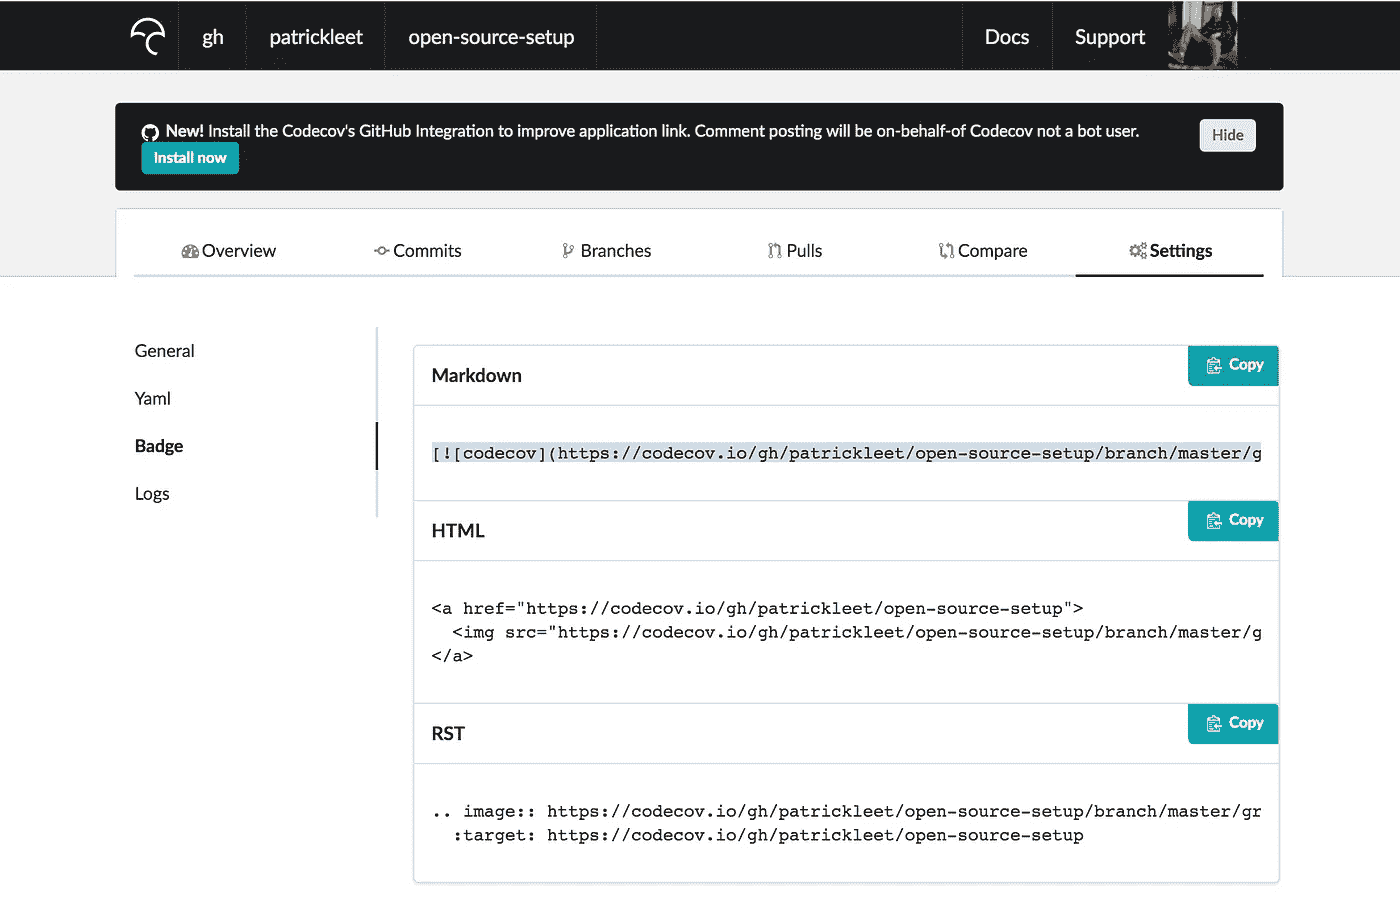 gh patrickleet open-source-setup Docs Support
New! Install the Codecov's GitHub Integration to improve application link. Comment posting will be on-behalf-of Codecov not a bot user.
Hide
Install now
Overview Commits Branches Pulls Compare Settings
General
Yaml
Badge
Logs
Markdown
Copy
[![codecov](https://codecov.io/gh/patrickleet/open-source-setup/branch/master/g
HTML
Copy
<a href="https://codecov.io/gh/patrickleet/open-source-setup">
<img src="https://codecov.io/gh/patrickleet/open-source-setup/branch/master/g
</a>
RST
Copy
.. image:: https://codecov.io/gh/patrickleet/open-source-setup/branch/master/gr
:target: https://codecov.io/gh/patrickleet/open-source-setup